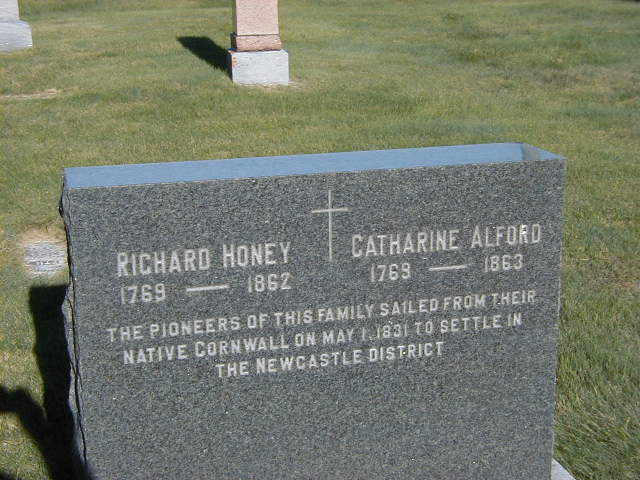 RICHARD HONEY
1769 — 1862
CATHARINE ALFORD
1769 — 1863
THE PIONEERS OF THIS FAMILY SAILED FROM THEIR
NATIVE CORNWALL ON MAY 1, 1831 TO SETTLE IN
THE NEWCASTLE DISTRICT